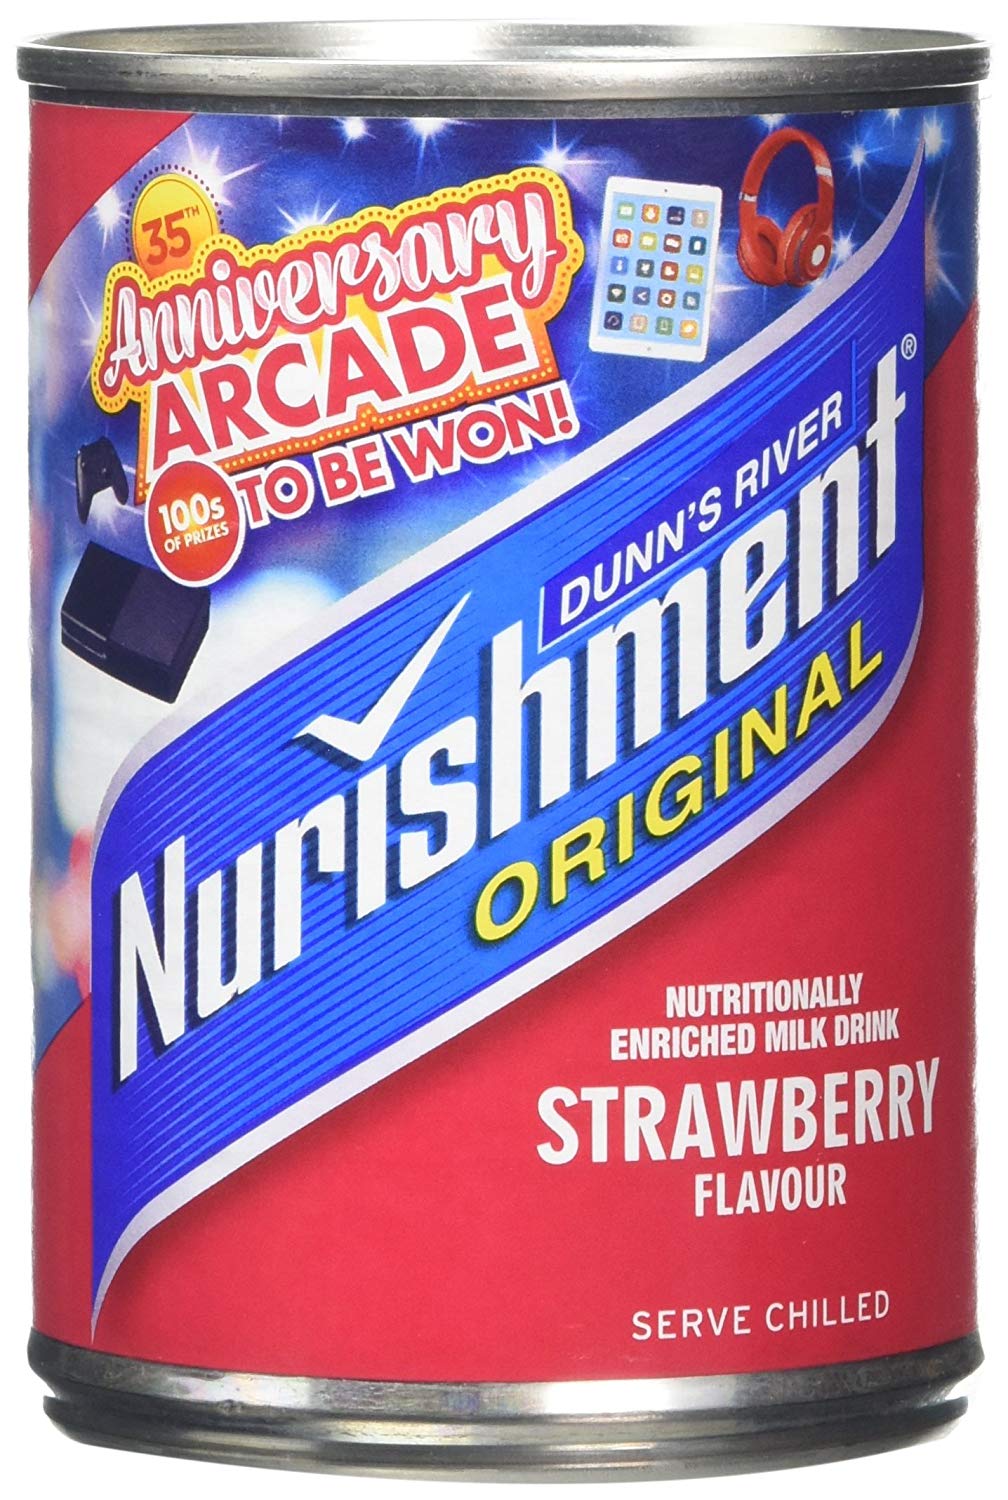 35TH
Anniversary
ARCADE
100s
OF PRIZES
TO BE WON!
DUNN'S RIVER
Nurishment®
ORIGINAL
NUTRITIONALLY
ENRICHED MILK DRINK
STRAWBERRY
FLAVOUR
SERVE CHILLED